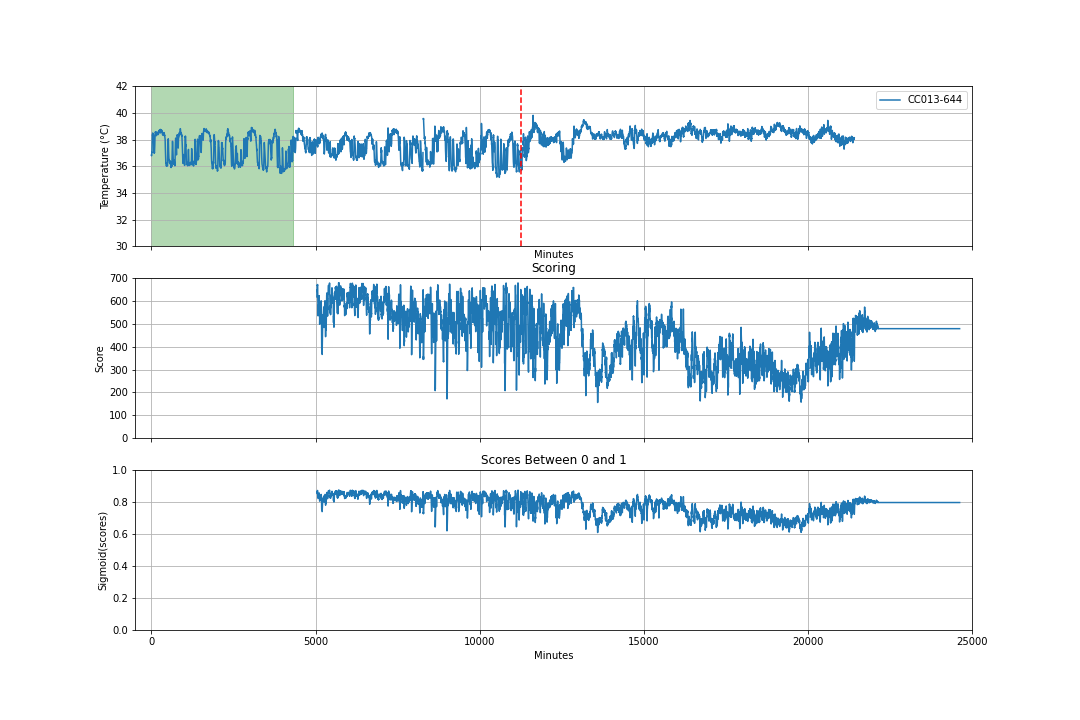 42
40
38
36
34
32
30
Temperature (°C)
CC013-644
Minutes
Scoring
700
600
500
400
300
200
100
0
Score
Scores Between 0 and 1
1.0
0.8
0.6
0.4
0.2
0.0
Sigmoid(scores)
0 5000 10000 15000 20000 25000
Minutes